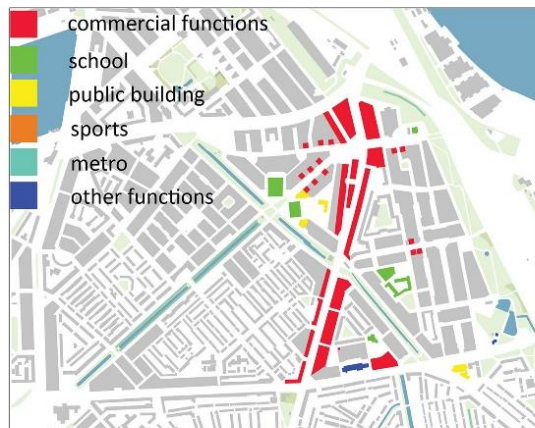 commercial functions
school
public building
sports
metro
other functions